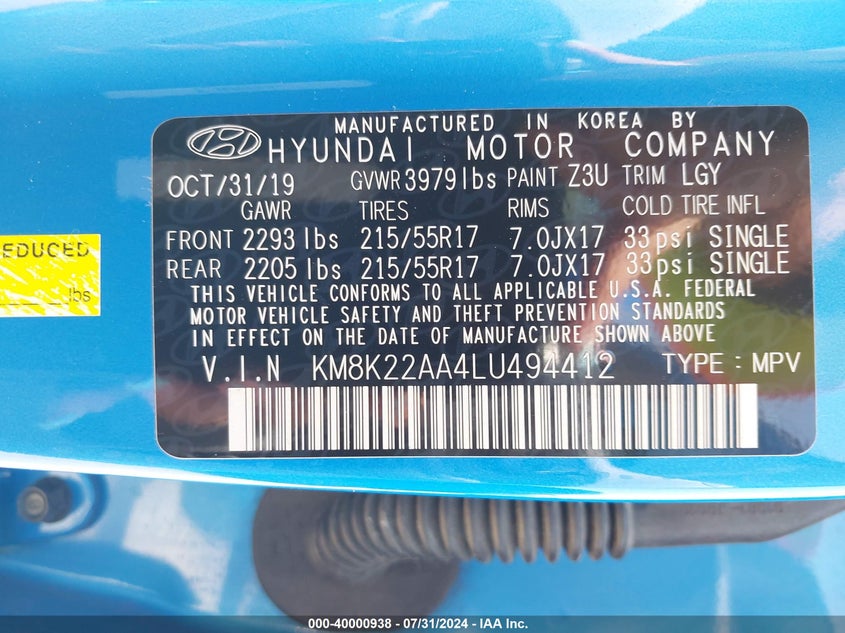 MANUFACTURED IN KOREA BY
HYUNDAI MOTOR COMPANY
OCT/31/19 GVWR 3979lbs PAINT Z3U TRIM LGY
GAWR TIRES RIMS COLD TIRE INFL
FRONT 2293 lbs 215/55R17 7.0JX17 33psi SINGLE
REAR 2205 lbs 215/55R17 7.0JX17 33psi SINGLE
THIS VEHICLE CONFORMS TO ALL APPLICABLE U.S.A. FEDERAL
MOTOR VEHICLE SAFETY AND THEFT PREVENTION STANDARDS
IN EFFECT ON THE DATE OF MANUFACTURE SHOWN ABOVE
V.I.N KM8K22AA4LU494412 TYPE : MPV
lbs
000-40000938 - 07/31/2024 - IAA Inc.